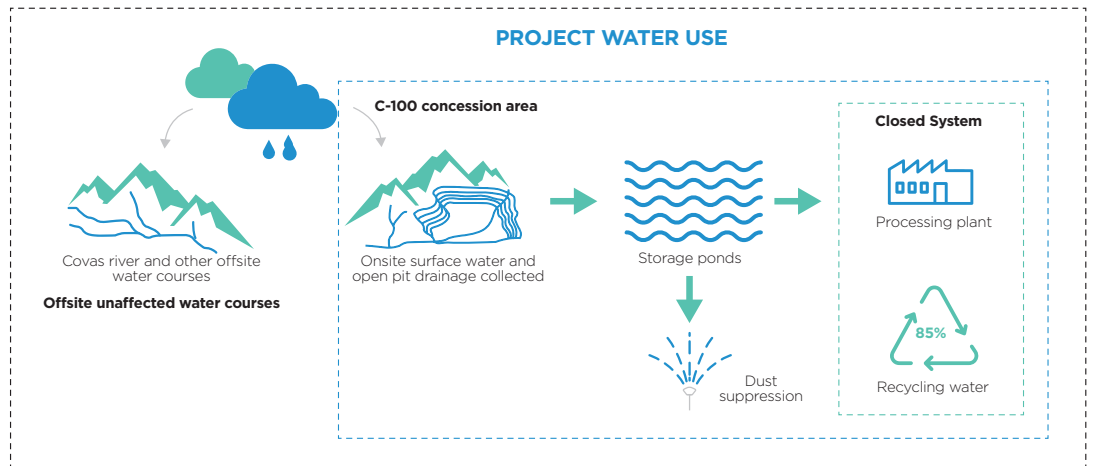 PROJECT WATER USE
C-100 concession area
Closed System
Processing plant
Covas river and other offsite
water courses
Offsite unaffected water courses
Onsite surface water and
open pit drainage collected
Storage ponds
Dust
suppression
85%
Recycling water